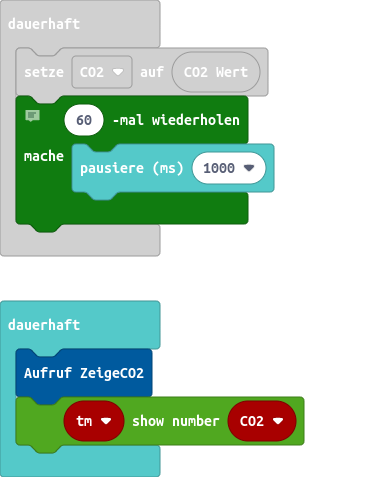 dauerhaft
setze CO2 auf CO2 Wert
60 -mal wiederholen
mache pausiere (ms) 1000
dauerhaft
Aufruf ZeigeCO2
tm show number CO2